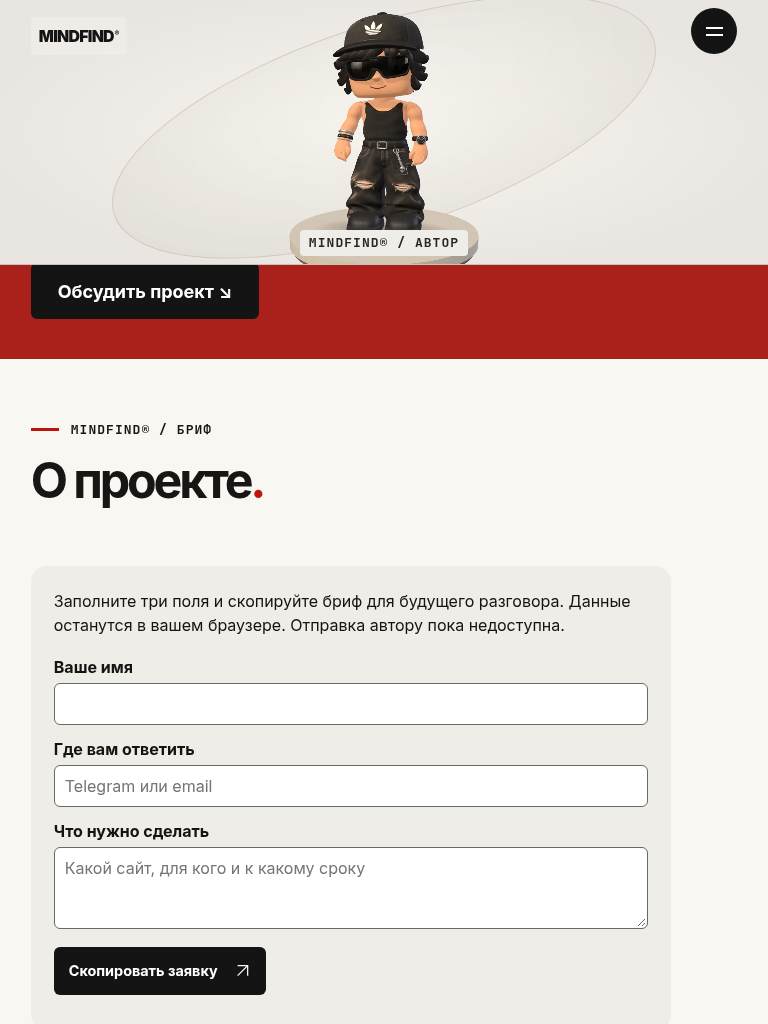 MINDFIND®
MINDFIND® / АВТОР
Обсудить проект ↘
MINDFIND® / БРИФ
О проекте.
Заполните три поля и скопируйте бриф для будущего разговора. Данные
останутся в вашем браузере. Отправка автору пока недоступна.
Ваше имя
Где вам ответить
Telegram или email
Что нужно сделать
Какой сайт, для кого и к какому сроку
Скопировать заявку ↗